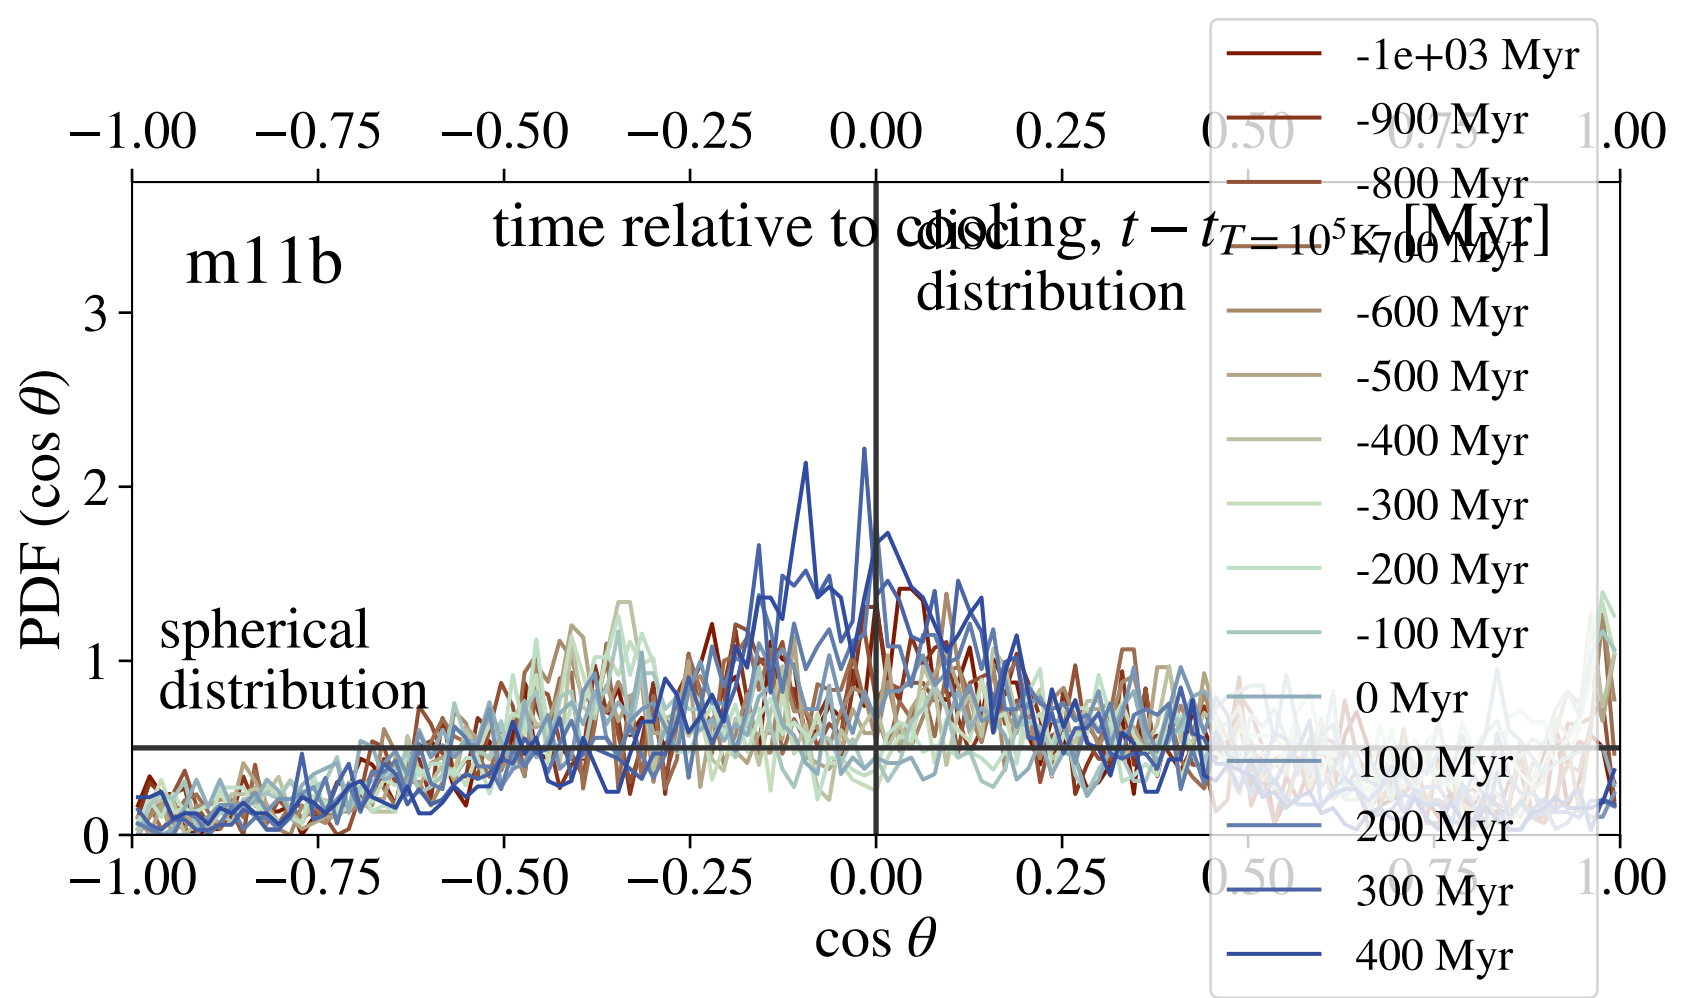 −1.00 −0.75 −0.50 −0.25 0.00 0.25 0.50 0.75 1.00
time relative to cooling, t − t_{T=10^5K} [Myr]
m11b
disc
distribution
spherical
distribution
PDF (cos θ)
3
2
1
0
−1.00 −0.75 −0.50 −0.25 0.00 0.25 0.50 0.75 1.00
cos θ
-1e+03 Myr
-900 Myr
-800 Myr
-700 Myr
-600 Myr
-500 Myr
-400 Myr
-300 Myr
-200 Myr
-100 Myr
0 Myr
100 Myr
200 Myr
300 Myr
400 Myr